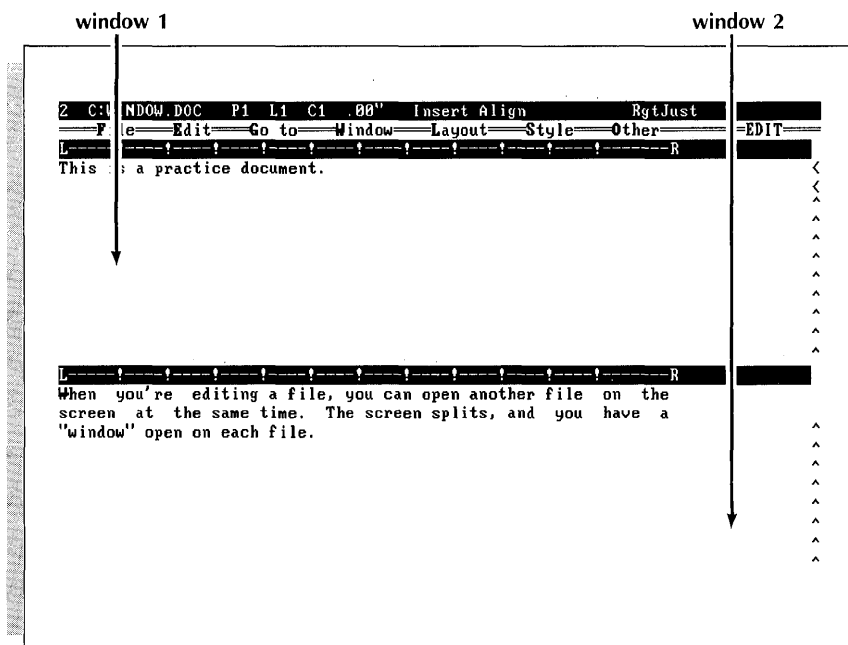 window 1 window 2
2 C:WINDOW.DOC P1 L1 C1 .00" Insert Align RgtJust
File Edit Go to Window Layout Style Other EDIT
L-------!----!----!----!----!----!----!----!----!----!--------R
This is a practice document. <
<
^
^
^
^
^
^
^
^
^
L-------!----!----!----!----!----!----!----!----!----!--------R
When you're editing a file, you can open another file on the
screen at the same time. The screen splits, and you have a
"window" open on each file. ^
^
^
^
^
^
^
^